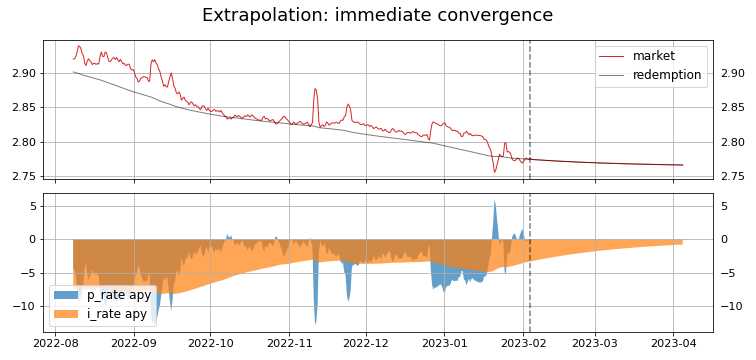 Extrapolation: immediate convergence
market
redemption
2.90 2.90
2.85 2.85
2.80 2.80
2.75 2.75
5 5
0 0
−5 −5
−10 −10
p_rate apy
i_rate apy
2022-08 2022-09 2022-10 2022-11 2022-12 2023-01 2023-02 2023-03 2023-04